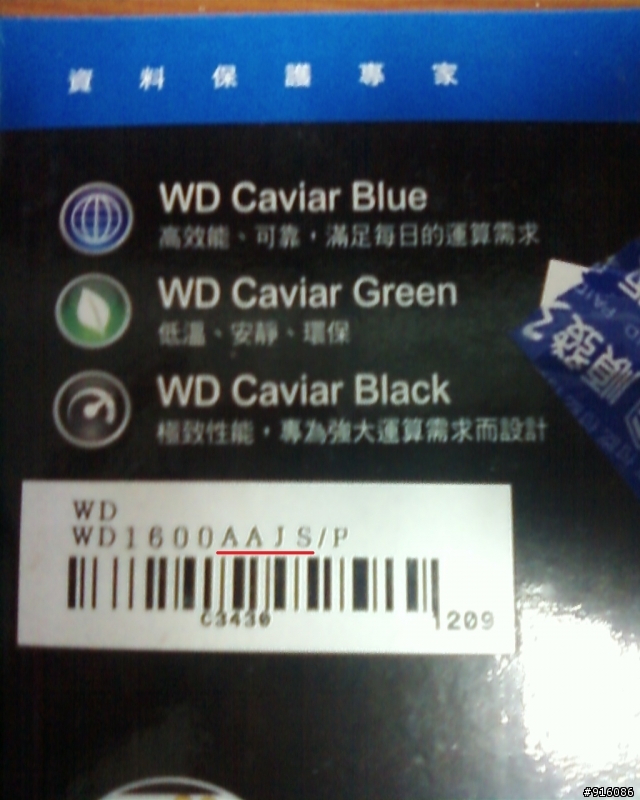 資料保護專家
WD Caviar Blue
高效能、可靠，滿足每日的運算需求
WD Caviar Green
低溫、安靜、環保
WD Caviar Black
極致性能，專為強大運算需求而設計
順發
WD
WD1600AAJS/P
C3430
1209
#916086